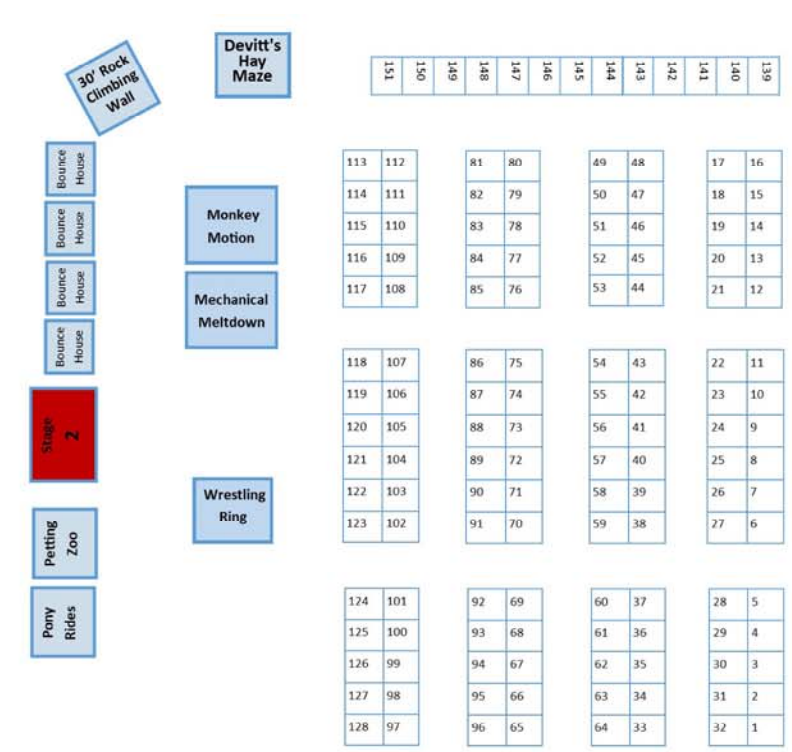 Devitt's
Hay
Maze
30' Rock
Climbing
Wall
151 150 149 148 147 146 145 144 143 142 141 140 139
Bounce
House
Bounce
House
Bounce
House
Bounce
House
Monkey
Motion
Mechanical
Meltdown
Stage
2
Wrestling
Ring
Petting
Zoo
Pony
Rides
113 112 81 80 49 48 17 16
114 111 82 79 50 47 18 15
115 110 83 78 51 46 19 14
116 109 84 77 52 45 20 13
117 108 85 76 53 44 21 12
118 107 86 75 54 43 22 11
119 106 87 74 55 42 23 10
120 105 88 73 56 41 24 9
121 104 89 72 57 40 25 8
122 103 90 71 58 39 26 7
123 102 91 70 59 38 27 6
124 101 92 69 60 37 28 5
125 100 93 68 61 36 29 4
126 99 94 67 62 35 30 3
127 98 95 66 63 34 31 2
128 97 96 65 64 33 32 1